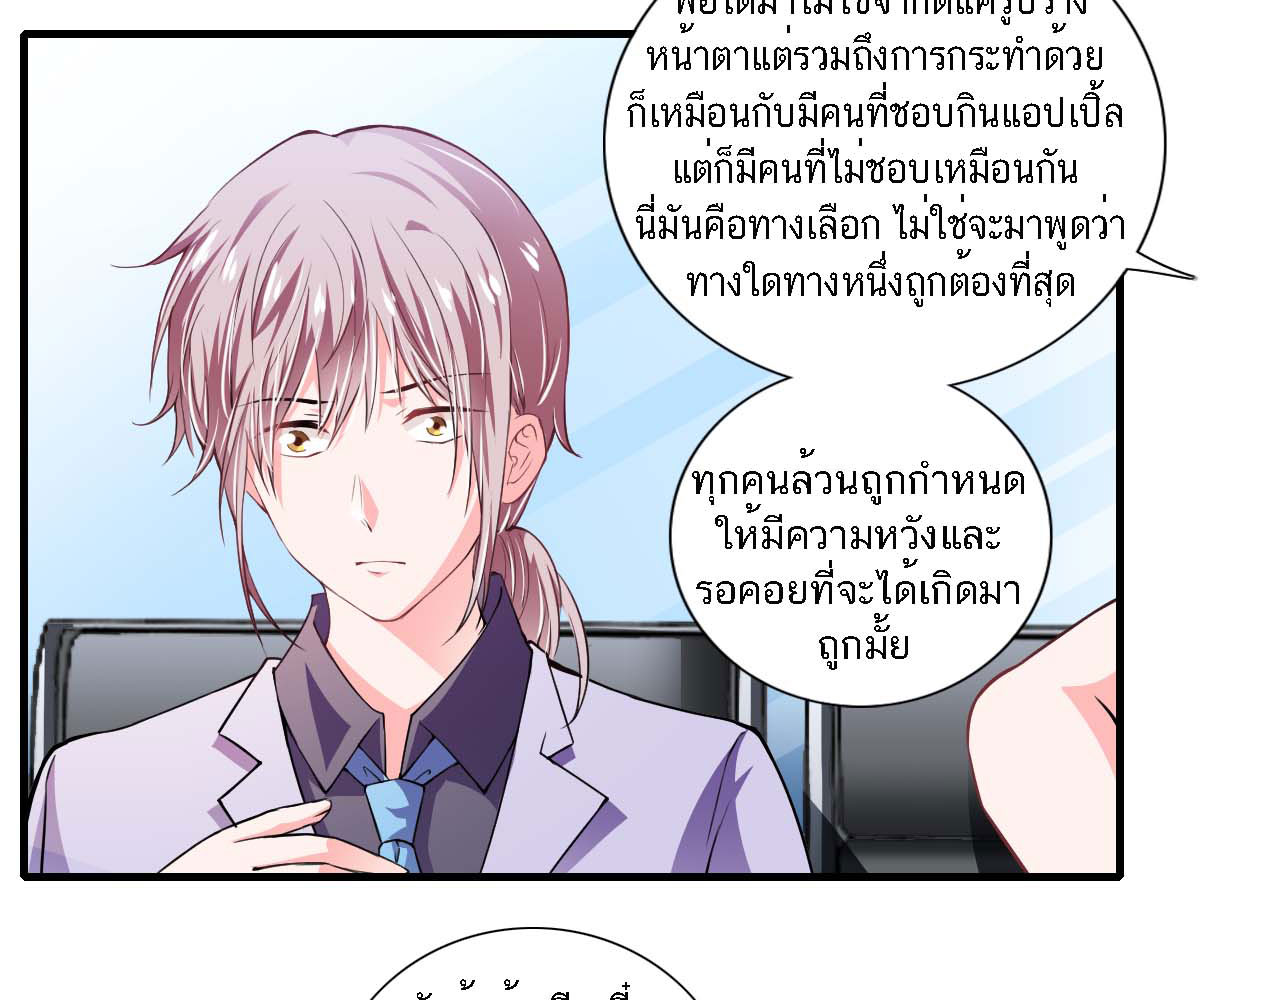 หน้าตาแต่รวมถึงการกระทำด้วย
ก็เหมือนกับมีคนที่ชอบกินแอปเปิ้ล
แต่ก็มีคนที่ไม่ชอบเหมือนกัน
นี่มันคือทางเลือก ไม่ใช่จะมาพูดว่า
ทางใดทางหนึ่งถูกต้องที่สุด
ทุกคนล้วนถูกกำหนด
ให้มีความหวังและ
รอคอยที่จะได้เกิดมา
ถูกมั้ย